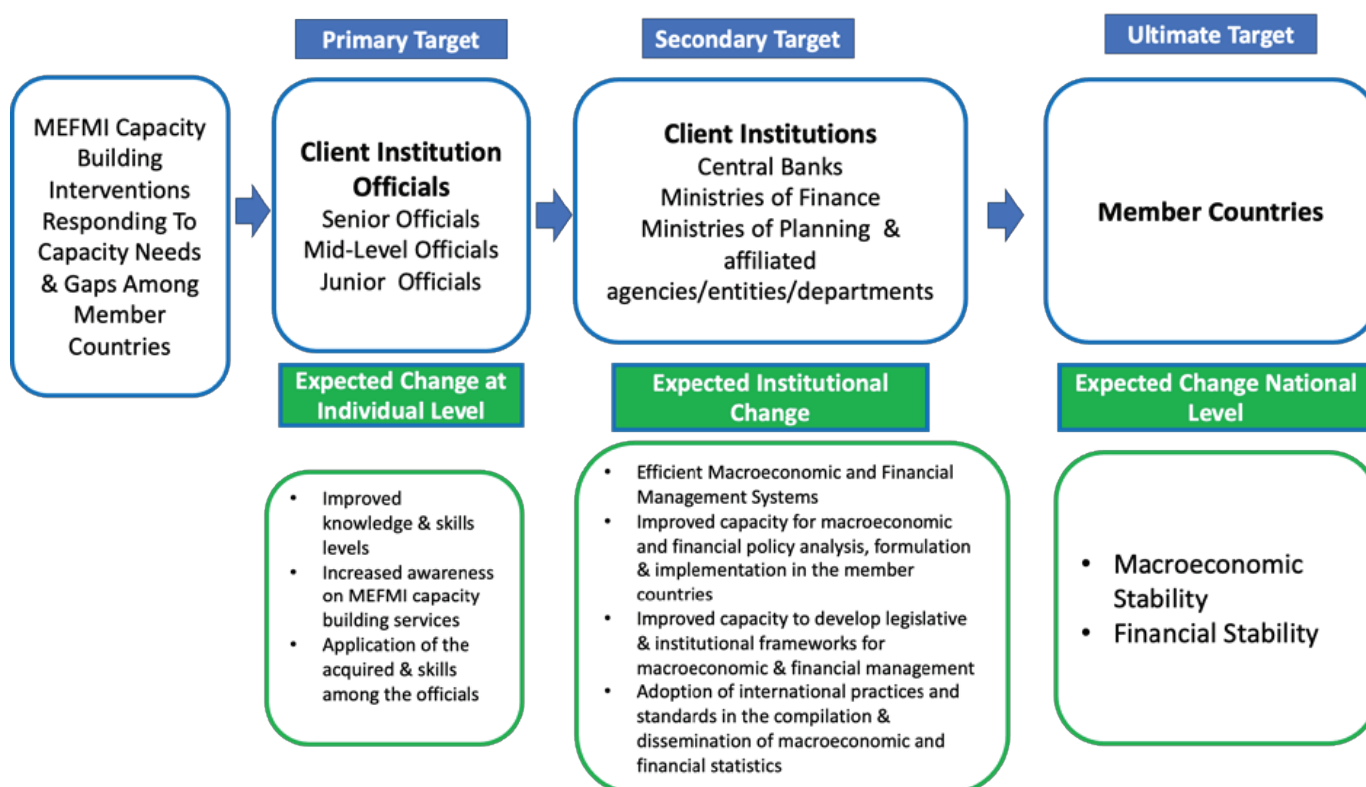 Primary Target
Secondary Target
Ultimate Target
MEFMI Capacity
Building
Interventions
Responding To
Capacity Needs
& Gaps Among
Member
Countries
Client Institution
Officials
Senior Officials
Mid-Level Officials
Junior Officials
Client Institutions
Central Banks
Ministries of Finance
Ministries of Planning &
affiliated
agencies/entities/departments
Member Countries
Expected Change at
Individual Level
Expected Institutional
Change
Expected Change National
Level
• Improved
knowledge & skills
levels
• Increased awareness
on MEFMI capacity
building services
• Application of the
acquired & skills
among the officials
• Efficient Macroeconomic and Financial
Management Systems
• Improved capacity for macroeconomic
and financial policy analysis, formulation
& implementation in the member
countries
• Improved capacity to develop legislative
& institutional frameworks for
macroeconomic & financial management
• Adoption of international practices and
standards in the compilation &
dissemination of macroeconomic and
financial statistics
• Macroeconomic
Stability
• Financial Stability